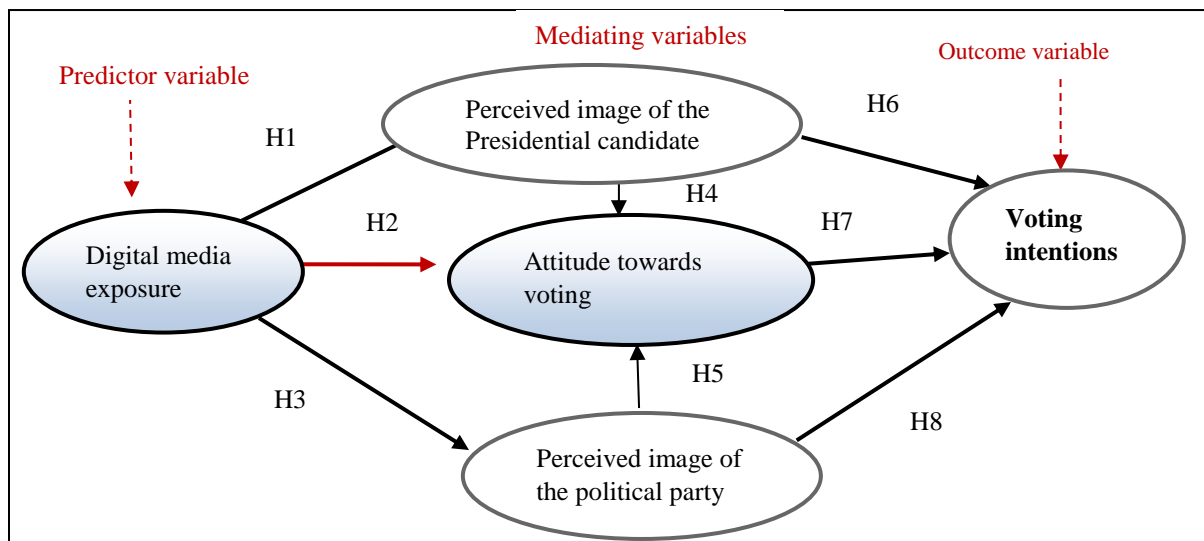 Mediating variables
Predictor variable
Outcome variable
Perceived image of the
Presidential candidate
H6
H1
H4
H2
H7
Voting
intentions
Digital media
exposure
Attitude towards
voting
H5
H3
H8
Perceived image of
the political party